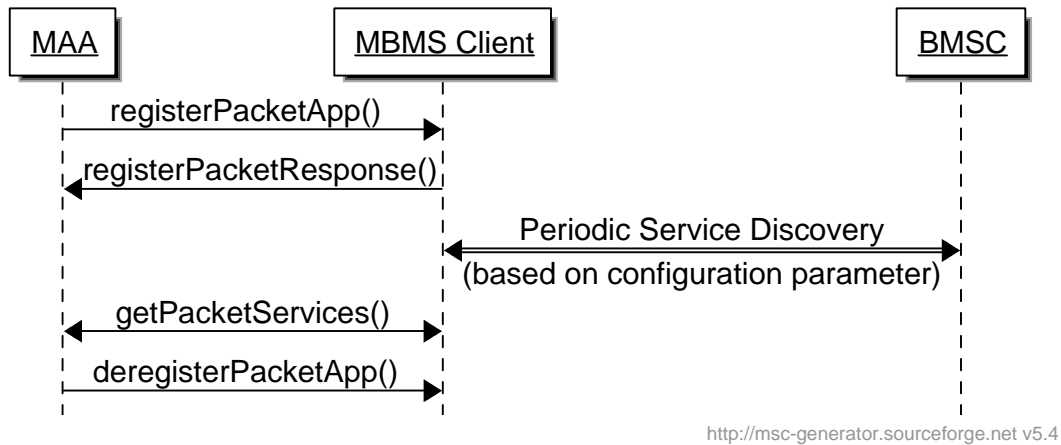 MAA
MBMS Client
BMSC
registerPacketApp()
registerPacketResponse()
Periodic Service Discovery
(based on configuration parameter)
getPacketServices()
deregisterPacketApp()
http://msc-generator.sourceforge.net v5.4